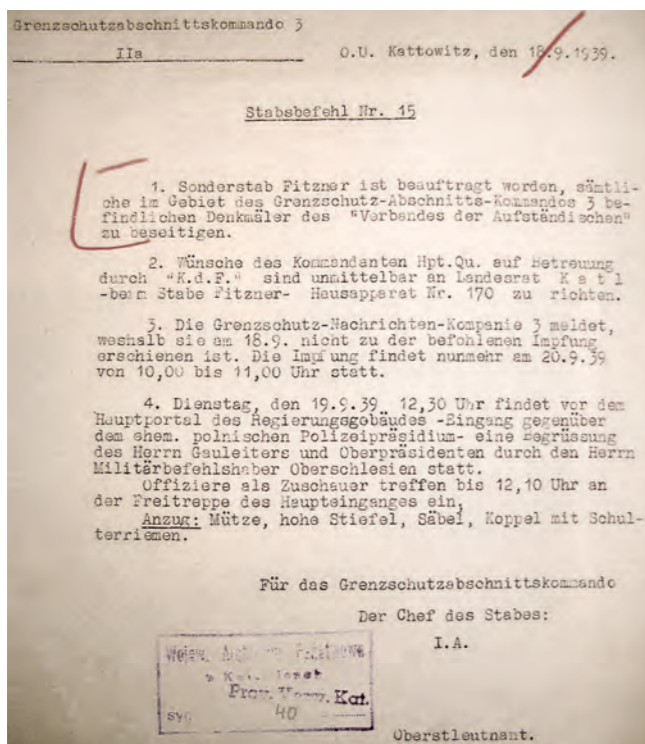 Grenzschutzabschnittskommando 3
IIa O.U. Kattowitz, den 18.9.1939.
Stabsbefehl Nr. 15
1. Sonderstab Fitzner ist beauftragt worden, sämtli-
che im Gebiet des Grenzschutz-Abschnitts-Kommandos 3 be-
findlichen Denkmäler des "Verbandes der Aufständischen"
zu beseitigen.
2. Wünsche des Kommandanten Hpt.Qu. auf Betreuung
durch "K.d.F." sind unmittelbar an Landesrat K a t l
-beim Stabe Fitzner- Hausapparat Nr. 170 zu richten.
3. Die Grenzschutz-Nachrichten-Kompanie 3 meldet,
weshalb sie am 18.9. nicht zu der befohlenen Impfung
erschienen ist. Die Impfung findet nunmehr am 20.9.39
von 10,00 bis 11,00 Uhr statt.
4. Dienstag, den 19.9.39 12,30 Uhr findet vor dem
Hauptportal des Regierungsgebäudes -Eingang gegenüber
dem ehem. polnischen Polizeipräsidium- eine Begrüssung
des Herrn Gauleiters und Oberpräsidenten durch den Herrn
Militärbefehlshaber Oberschlesien statt.
Offiziere als Zuschauer treffen bis 12,10 Uhr an
der Freitreppe des Haupteinganges ein.
Anzug: Mütze, hohe Stiefel, Säbel, Koppel mit Schul-
terriemen.
Für das Grenzschutzabschnittskommando
Der Chef des Stabes:
I.A.
Kat.
syg. 40
Oberstleutnant.